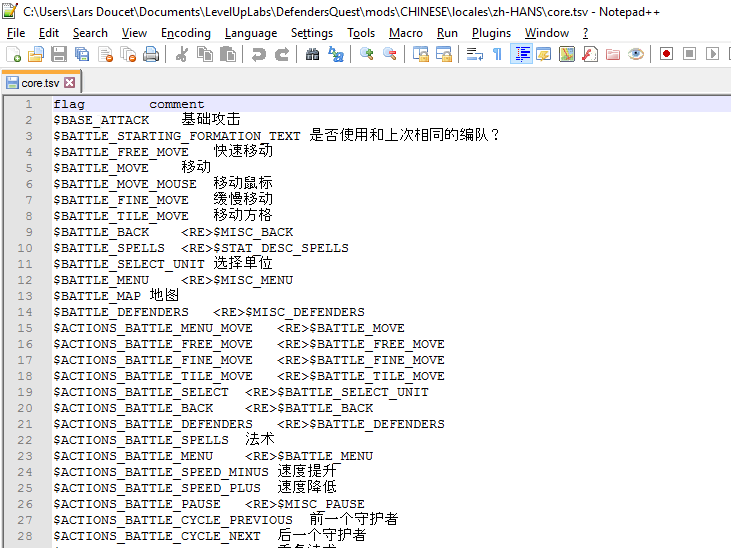 C:\Users\Lars Doucet\Documents\LevelUpLabs\DefendersQuest\mods\CHINESE\locales\zh-HANS\core.tsv - Notepad++
File Edit Search View Encoding Language Settings Tools Macro Run Plugins Window ?
core.tsv
1 flag comment
2 $BASE_ATTACK 基础攻击
3 $BATTLE_STARTING_FORMATION_TEXT 是否使用和上次相同的编队?
4 $BATTLE_FREE_MOVE 快速移动
5 $BATTLE_MOVE 移动
6 $BATTLE_MOVE_MOUSE 移动鼠标
7 $BATTLE_FINE_MOVE 缓慢移动
8 $BATTLE_TILE_MOVE 移动方格
9 $BATTLE_BACK <RE>$MISC_BACK
10 $BATTLE_SPELLS <RE>$STAT_DESC_SPELLS
11 $BATTLE_SELECT_UNIT 选择单位
12 $BATTLE_MENU <RE>$MISC_MENU
13 $BATTLE_MAP 地图
14 $BATTLE_DEFENDERS <RE>$MISC_DEFENDERS
15 $ACTIONS_BATTLE_MENU_MOVE <RE>$BATTLE_MOVE
16 $ACTIONS_BATTLE_FREE_MOVE <RE>$BATTLE_FREE_MOVE
17 $ACTIONS_BATTLE_FINE_MOVE <RE>$BATTLE_FINE_MOVE
18 $ACTIONS_BATTLE_TILE_MOVE <RE>$BATTLE_TILE_MOVE
19 $ACTIONS_BATTLE_SELECT <RE>$BATTLE_SELECT_UNIT
20 $ACTIONS_BATTLE_BACK <RE>$BATTLE_BACK
21 $ACTIONS_BATTLE_DEFENDERS <RE>$BATTLE_DEFENDERS
22 $ACTIONS_BATTLE_SPELLS 法术
23 $ACTIONS_BATTLE_MENU <RE>$BATTLE_MENU
24 $ACTIONS_BATTLE_SPEED_MINUS 速度提升
25 $ACTIONS_BATTLE_SPEED_PLUS 速度降低
26 $ACTIONS_BATTLE_PAUSE <RE>$MISC_PAUSE
27 $ACTIONS_BATTLE_CYCLE_PREVIOUS 前一个守护者
28 $ACTIONS_BATTLE_CYCLE_NEXT 后一个守护者